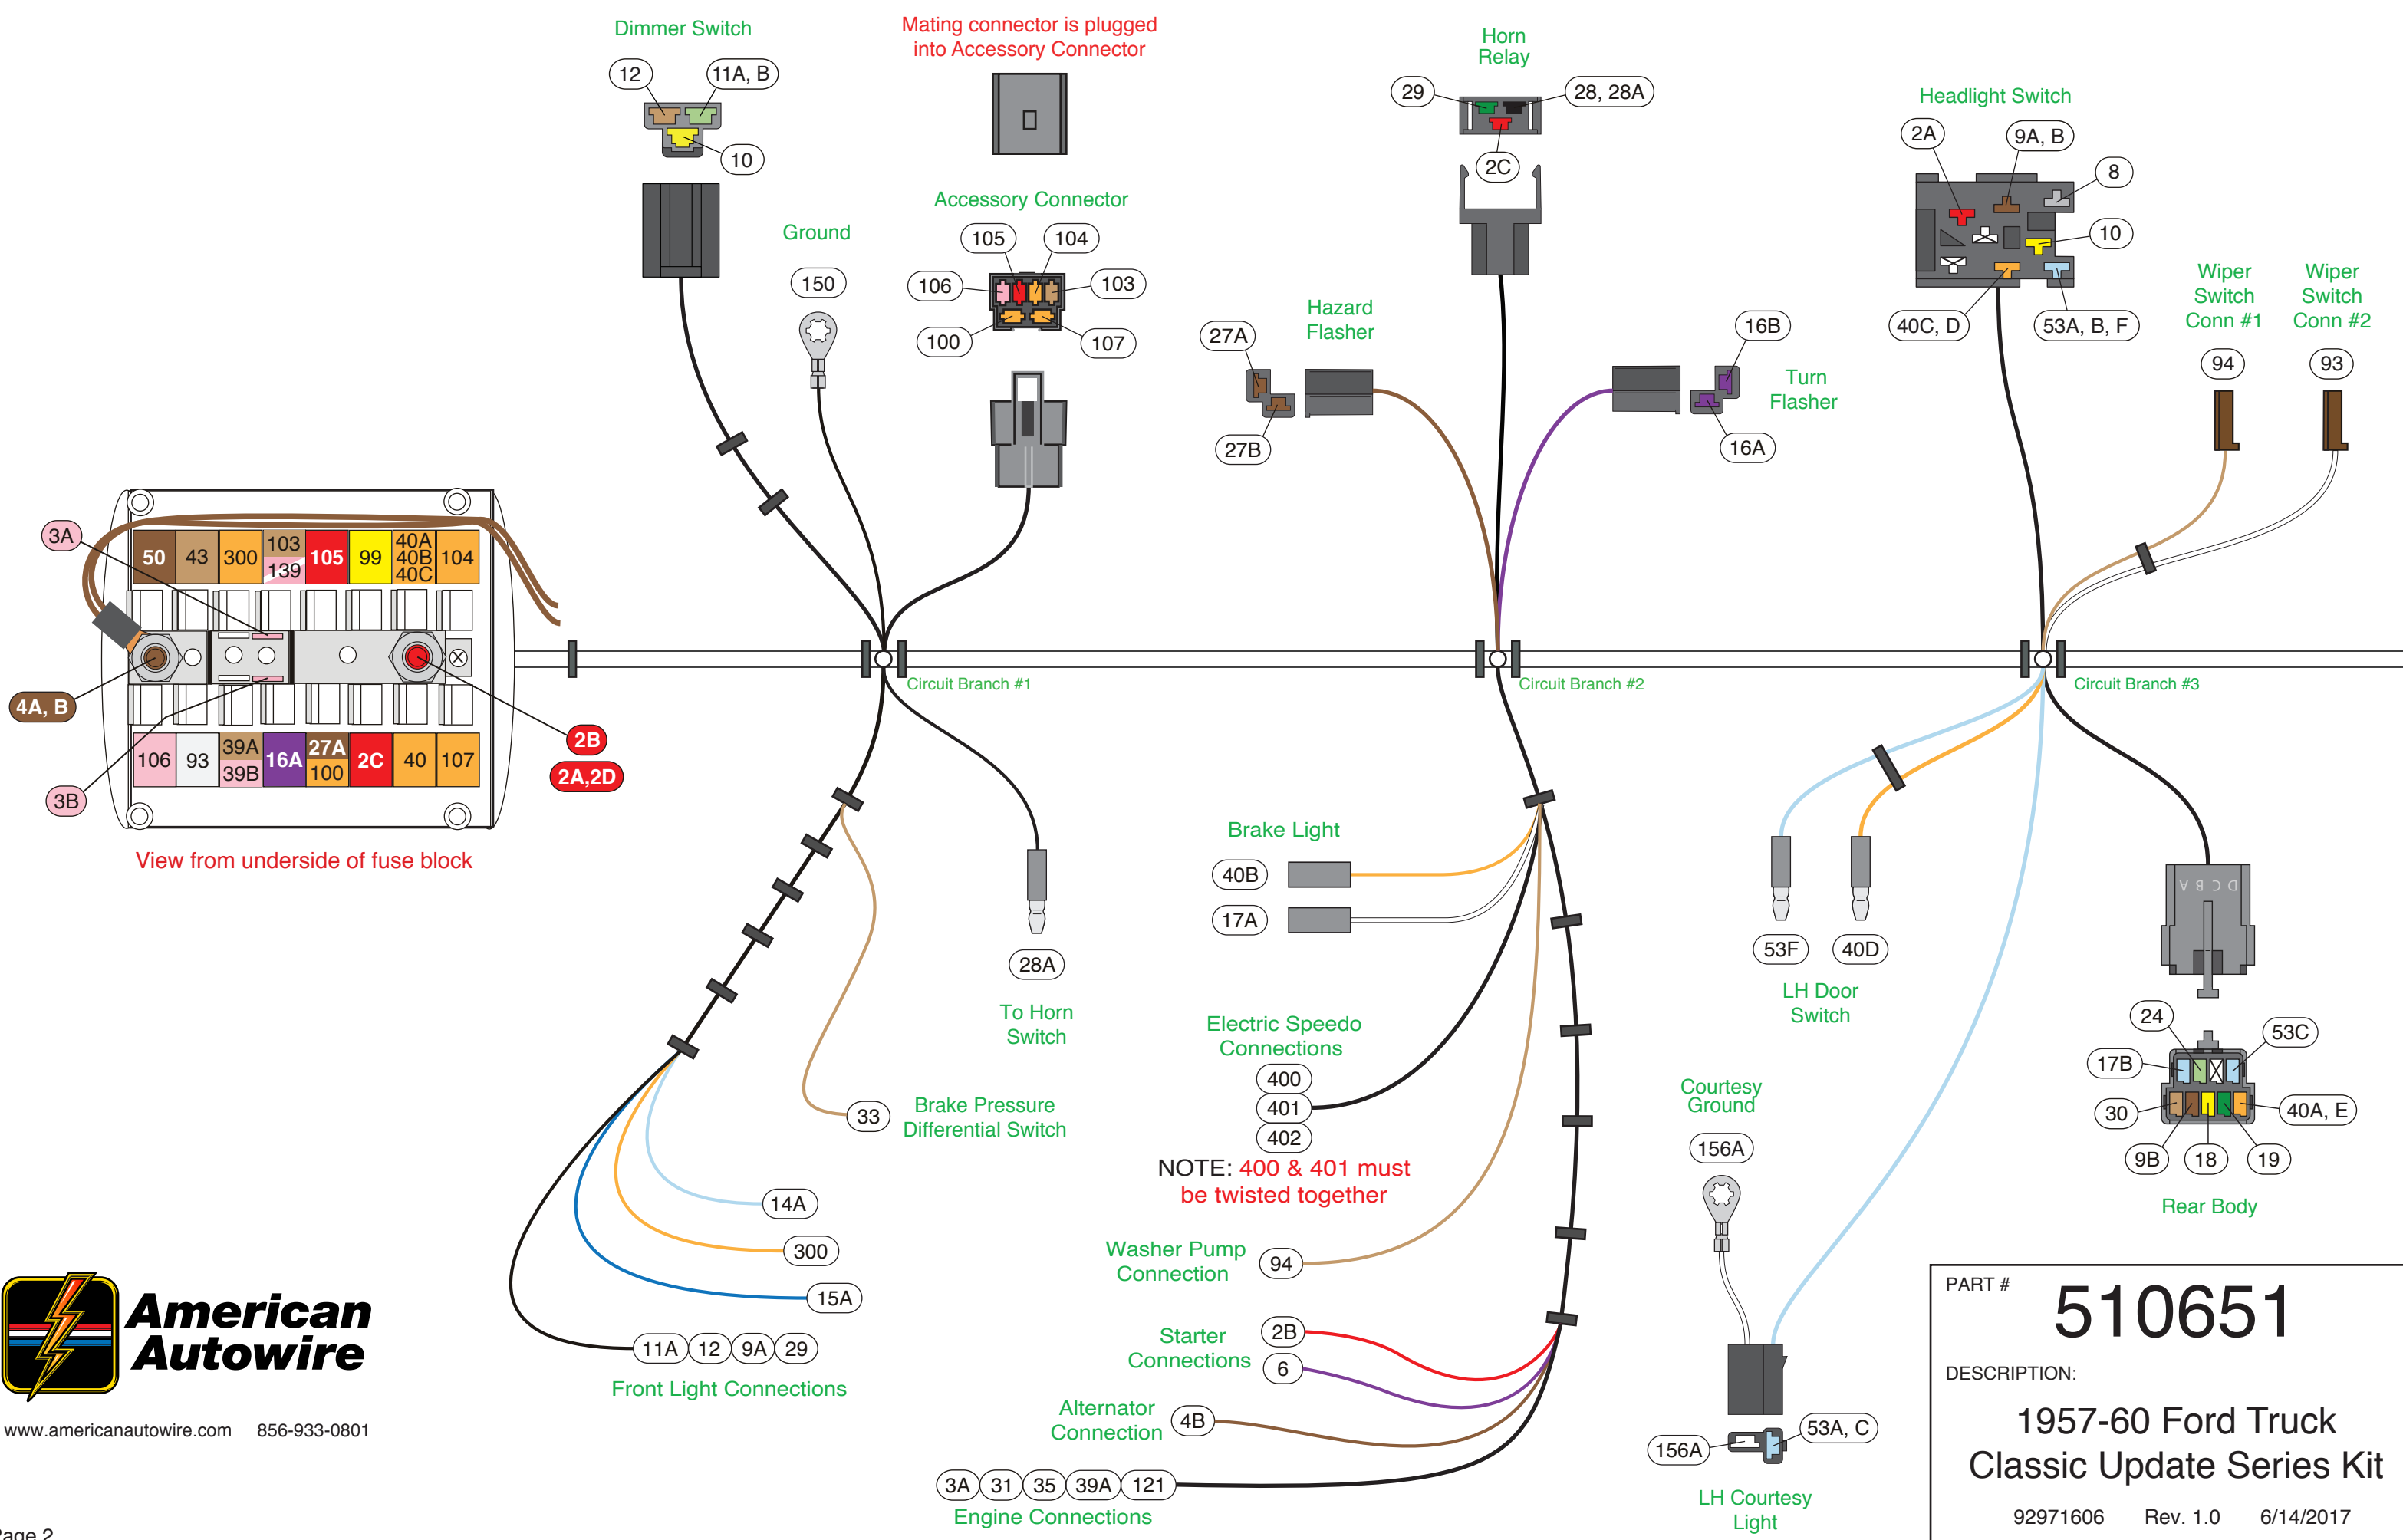 Dimmer Switch
12
11A, B
10
Mating connector is plugged
into Accessory Connector
Ground
150
Accessory Connector
105
104
106
103
100
107
Horn
Relay
29
28, 28A
2C
Hazard
Flasher
27A
27B
16B
Turn
Flasher
16A
Headlight Switch
2A
9A, B
8
10
40C, D
53A, B, F
Wiper
Switch
Conn #1
94
Wiper
Switch
Conn #2
93
3A
50
43
300
103
139
105
99
40A
40B
40C
104
4A, B
2B
2A,2D
106
93
39A
39B
16A
27A
100
2C
40
107
3B
View from underside of fuse block
Circuit Branch #1
Circuit Branch #2
Circuit Branch #3
28A
To Horn
Switch
33
Brake Pressure
Differential Switch
14A
300
15A
11A
12
9A
29
Front Light Connections
Brake Light
40B
17A
Electric Speedo
Connections
400
401
402
NOTE: 400 & 401 must
be twisted together
Washer Pump
Connection
94
Starter
Connections
2B
6
Alternator
Connection
4B
3A
31
35
39A
121
Engine Connections
53F
40D
LH Door
Switch
Courtesy
Ground
156A
156A
53A, C
LH Courtesy
Light
D C B A
24
53C
17B
30
40A, E
9B
18
19
Rear Body
American
Autowire
www.americanautowire.com 856-933-0801
PART #
510651
DESCRIPTION:
1957-60 Ford Truck
Classic Update Series Kit
92971606 Rev. 1.0 6/14/2017
Page 2